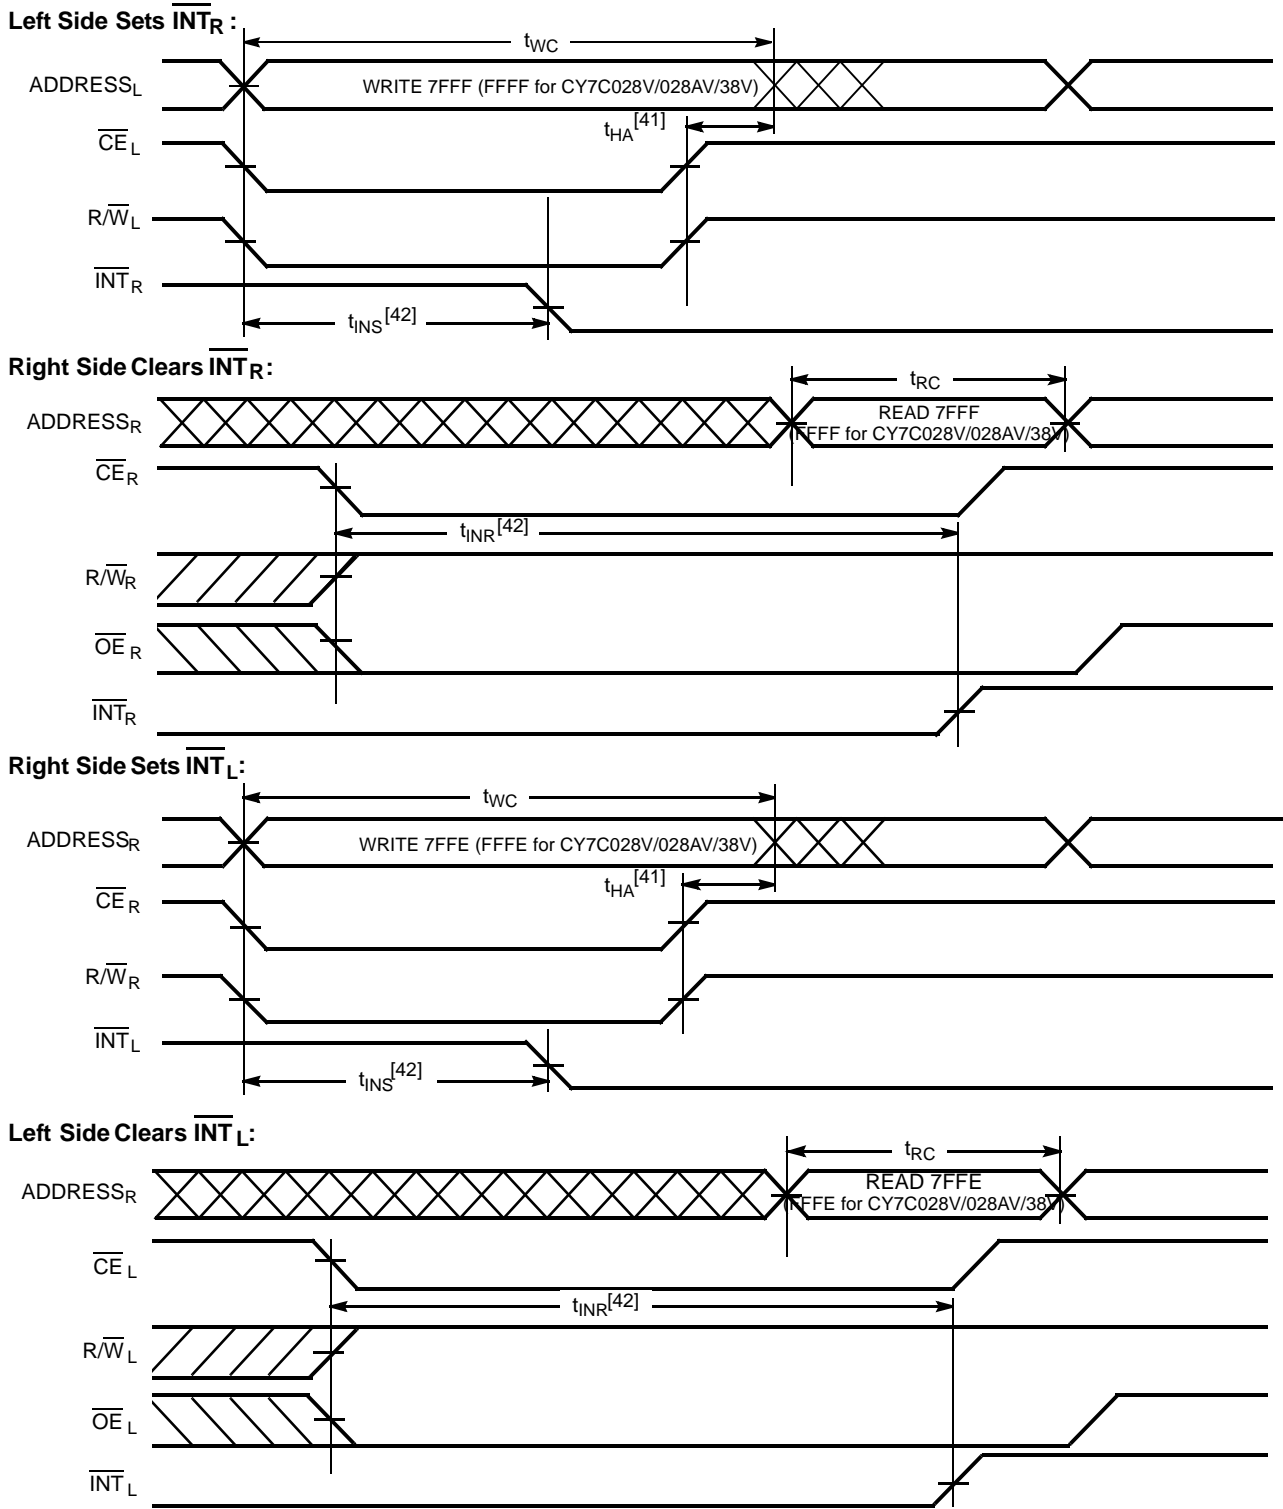 Left Side Sets INTR :
tWC
ADDRESSL
WRITE 7FFF (FFFF for CY7C028V/028AV/38V)
tHA[41]
CEL
R/WL
INTR
tINS[42]
Right Side Clears INTR:
tRC
ADDRESSR
READ 7FFF
(FFFF for CY7C028V/028AV/38V)
CER
tINR[42]
R/WR
OER
INTR
Right Side Sets INTL:
tWC
ADDRESSR
WRITE 7FFE (FFFE for CY7C028V/028AV/38V)
tHA[41]
CER
R/WR
INTL
tINS[42]
Left Side Clears INTL:
tRC
ADDRESSR
READ 7FFE
(FFFE for CY7C028V/028AV/38V)
CEL
tINR[42]
R/WL
OEL
INTL